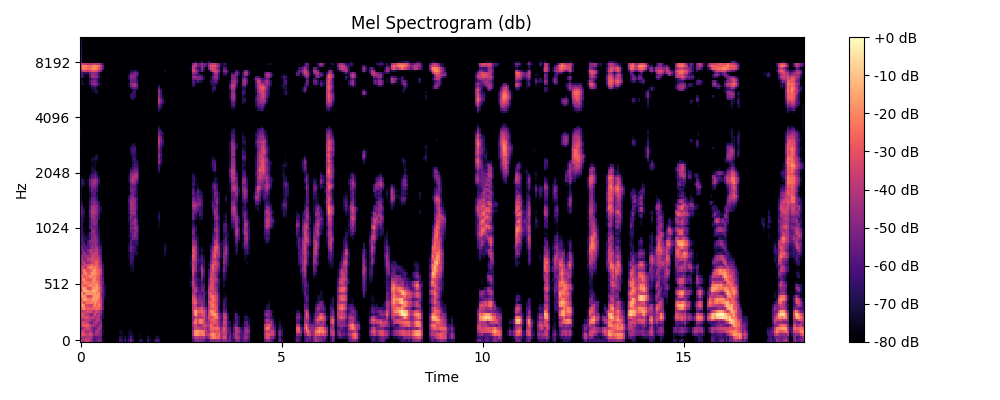 Mel Spectrogram (db)
Hz
8192
4096
2048
1024
512
0
0 5 10 15
Time
+0 dB
-10 dB
-20 dB
-30 dB
-40 dB
-50 dB
-60 dB
-70 dB
-80 dB